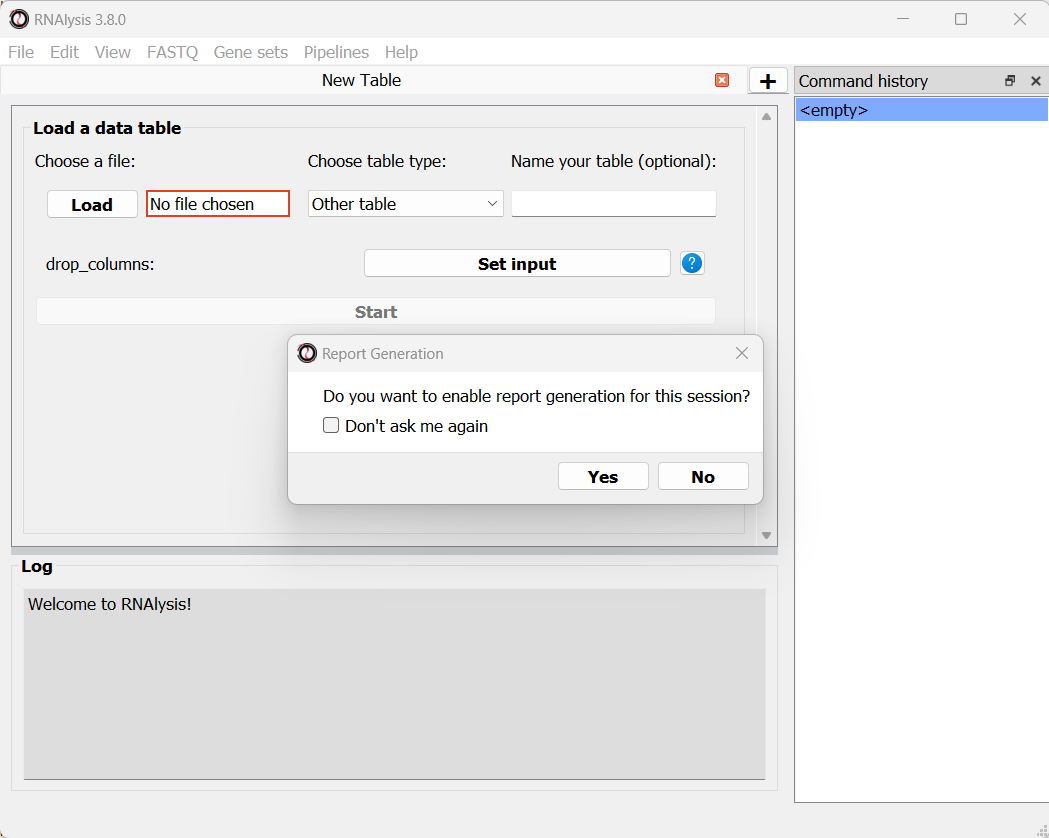 RNAlysis 3.8.0
File Edit View FASTQ Gene sets Pipelines Help
New Table
Command history
<empty>
Load a data table
Choose a file: Choose table type: Name your table (optional):
Load No file chosen Other table
drop_columns: Set input ?
Start
Report Generation
Do you want to enable report generation for this session?
Don't ask me again
Yes No
Log
Welcome to RNAlysis!